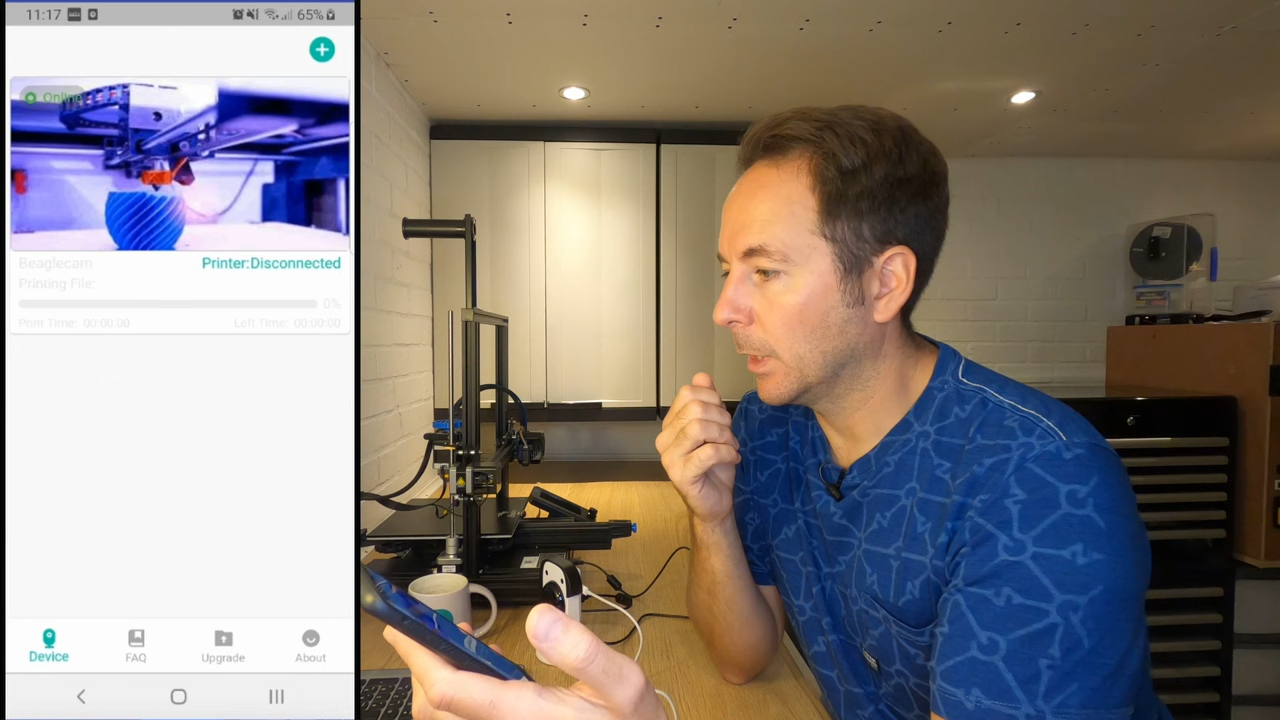 11:17 65%
Online
Beaglecam Printer:Disconnected
Printing File:
0%
Print Time: 00:00:00 Left Time: 00:00:00
Device FAQ Upgrade About